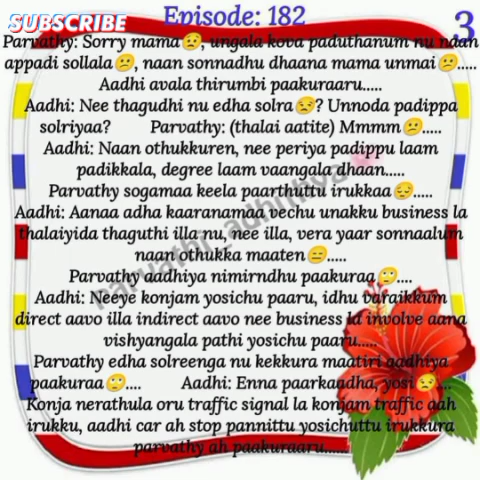 SUBSCRIBE
Episode: 182
3
Parvathy: Sorry mama😟, ungala kova paduthanum nu naan
appadi sollala😕, naan sonnadhu dhaana mama unmai😕.....
Aadhi avala thirumbi paakuraaru.....
Aadhi: Nee thagudhi nu edha solra😒? Unnoda padippa
solriyaa? Parvathy: (thalai aatite) Mmmm😕.....
Aadhi: Naan othukkuren, nee periya padippu laam
padikkala, degree laam vaangala dhaan.....
Parvathy sogamaa keela paarthuttu irukkaa😔.....
Aadhi: Aanaa adha kaaranamaa vechu unakku business la
thalaiyida thaguthi illa nu, nee illa, vera yaar sonnaalum
naan othukka maaten😑.....
Parvathy aadhiya nimirndhu paakuraa🙄....
Aadhi: Neeye konjam yosichu paaru, idhu varaikkum
direct aavo illa indirect aavo nee business la involve aana
vishyangala pathi yosichu paaru.....
Parvathy edha solreenga nu kekkura maatiri aadhiya
paakuraa🙄.... Aadhi: Enna paarkaadha, yosi😒....
Konja nerathula oru traffic signal la konjam traffic aah
irukku, aadhi car ah stop pannittu yosichuttu irukkura
parvathy ah paakuraaru......